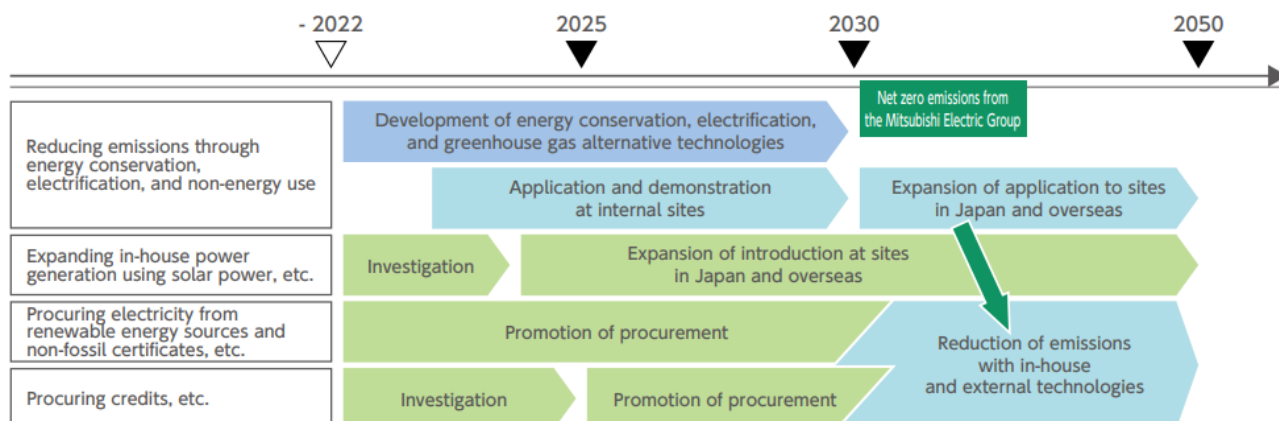 - 2022
2025
2030
2050
Net zero emissions from
the Mitsubishi Electric Group
Reducing emissions through
energy conservation,
electrification, and non-energy use
Development of energy conservation, electrification,
and greenhouse gas alternative technologies
Application and demonstration
at internal sites
Expansion of application to sites
in Japan and overseas
Expanding in-house power
generation using solar power, etc.
Investigation
Expansion of introduction at sites
in Japan and overseas
Procuring electricity from
renewable energy sources and
non-fossil certificates, etc.
Promotion of procurement
Reduction of emissions
with in-house
and external technologies
Procuring credits, etc.
Investigation
Promotion of procurement